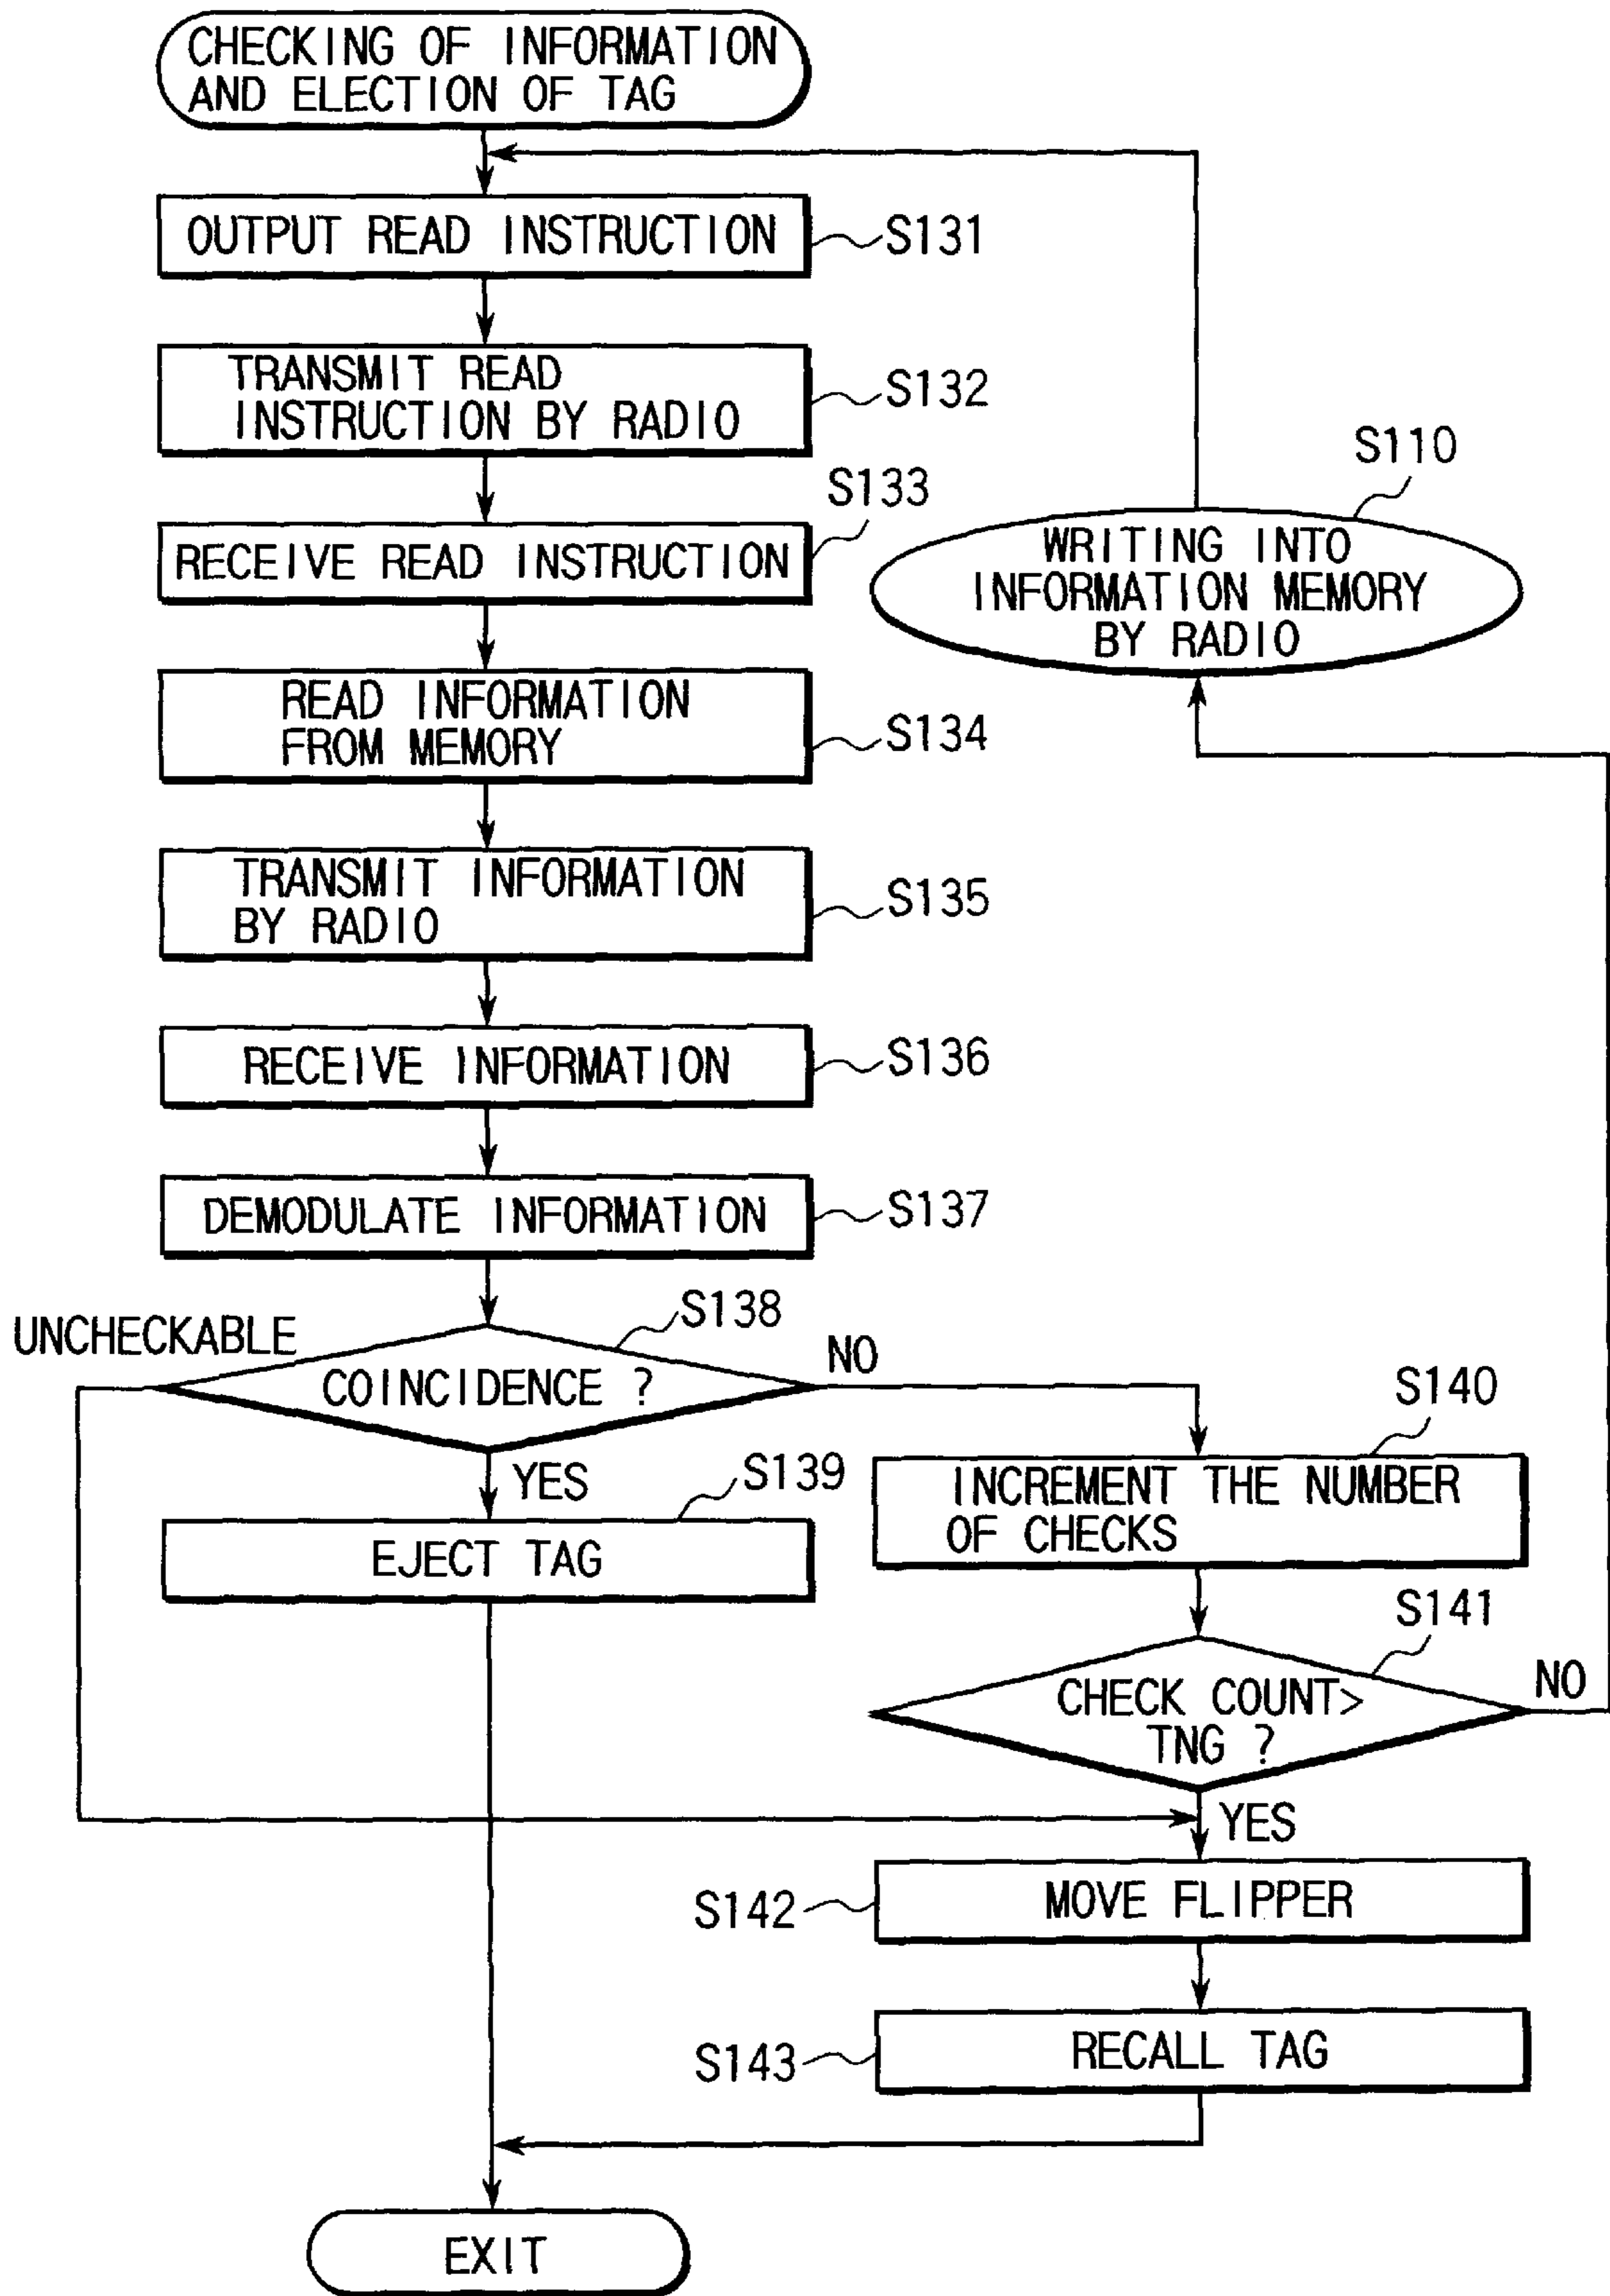 CHECKING OF INFORMATION
AND ELECTION OF TAG
OUTPUT READ INSTRUCTION
S131
TRANSMIT READ
INSTRUCTION BY RADIO
S132
S133
RECEIVE READ INSTRUCTION
S110
WRITING INTO
INFORMATION MEMORY
BY RADIO
READ INFORMATION
FROM MEMORY
S134
TRANSMIT INFORMATION
BY RADIO
S135
RECEIVE INFORMATION
S136
DEMODULATE INFORMATION
S137
S138
UNCHECKABLE
COINCIDENCE ?
NO
YES
S139
EJECT TAG
S140
INCREMENT THE NUMBER
OF CHECKS
S141
CHECK COUNT>
TNG ?
NO
YES
S142
MOVE FLIPPER
S143
RECALL TAG
EXIT